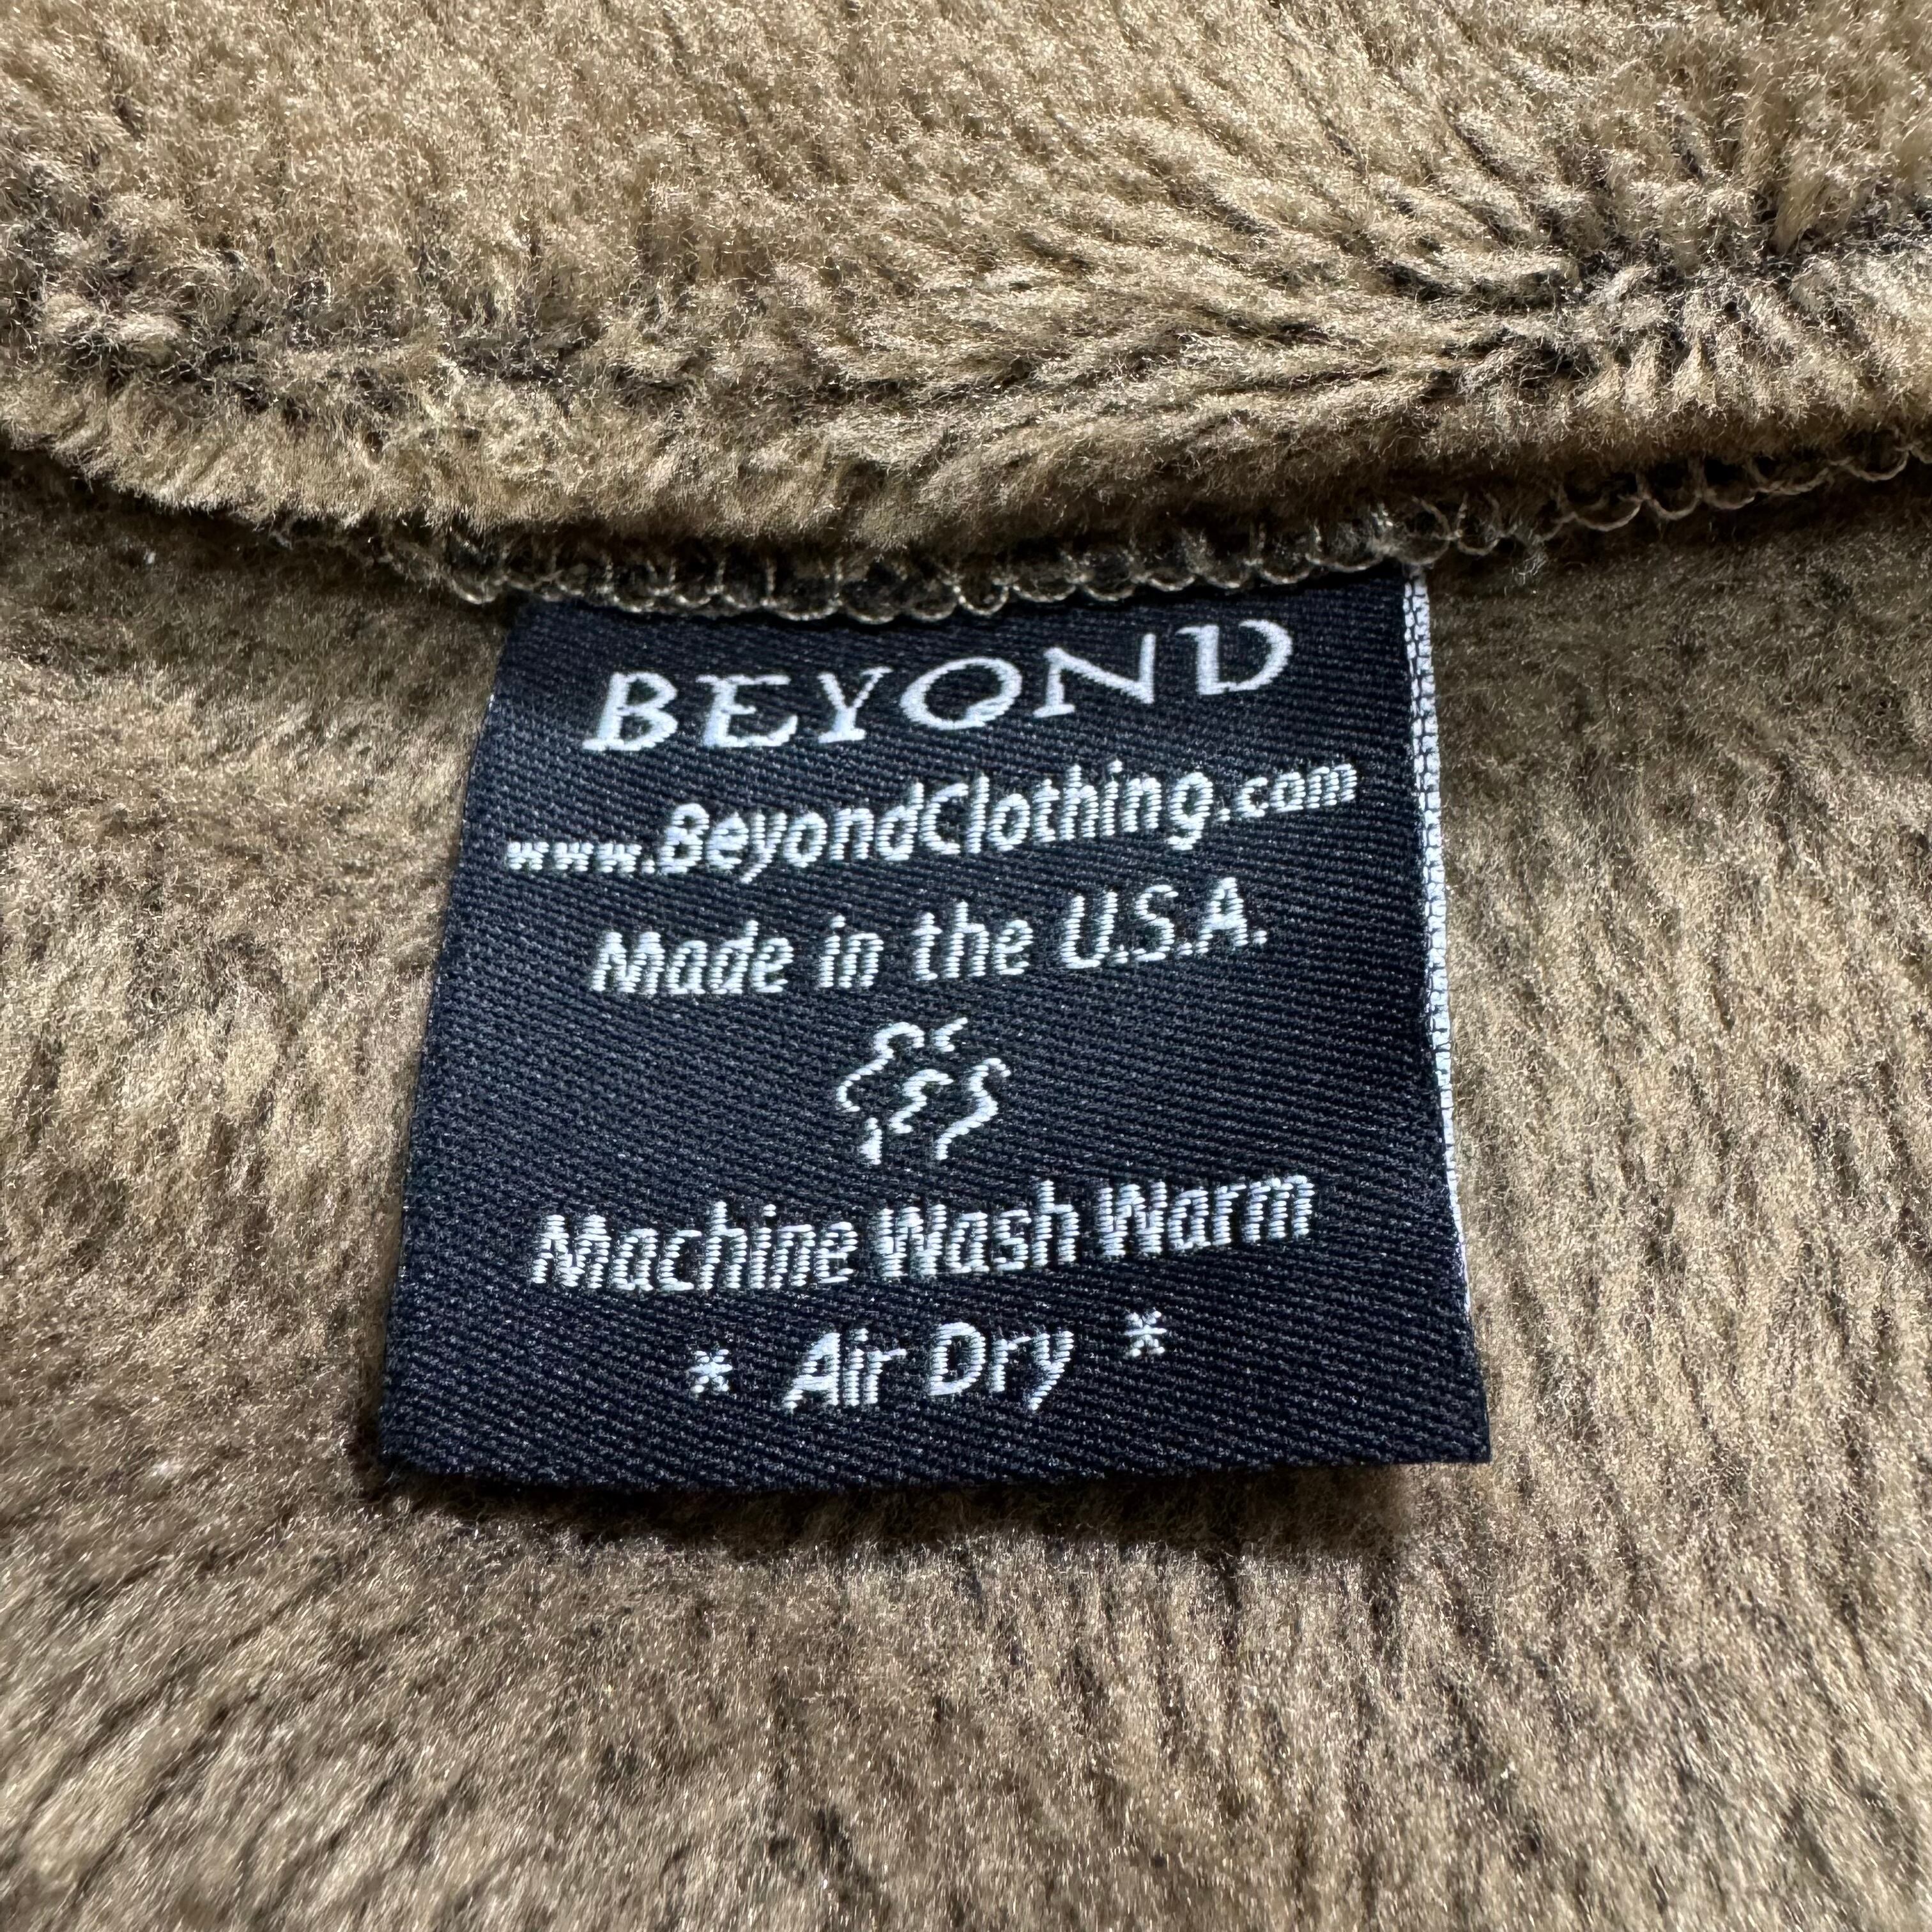 BEYOND
www.BeyondClothing.com
Made in the U.S.A.
Machine Wash Warm
* Air Dry *